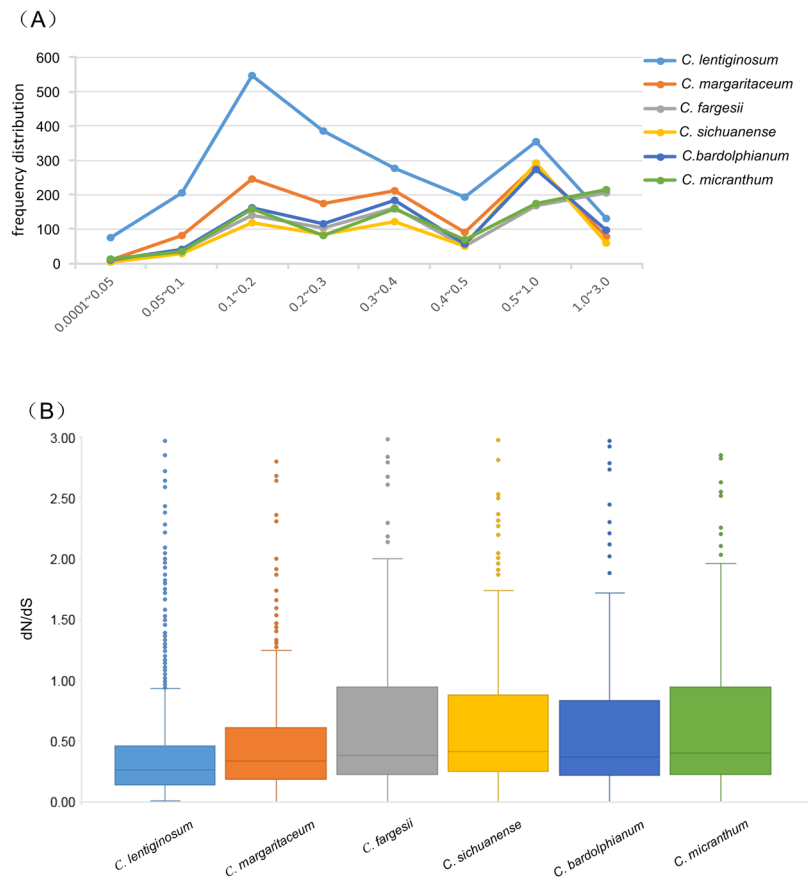 （A）
600
500
400
300
200
100
0
frequency distribution
0.0001~0.05
0.05~0.1
0.1~0.2
0.2~0.3
0.3~0.4
0.4~0.5
0.5~1.0
1.0~3.0
C. lentiginosum
C. margaritaceum
C. fargesii
C. sichuanense
C.bardolphianum
C. micranthum
（B）
3.00
2.50
2.00
1.50
1.00
0.50
0.00
dN/dS
C. lentiginosum
C. margaritaceum
C. fargesii
C. sichuanense
C. bardolphianum
C. micranthum